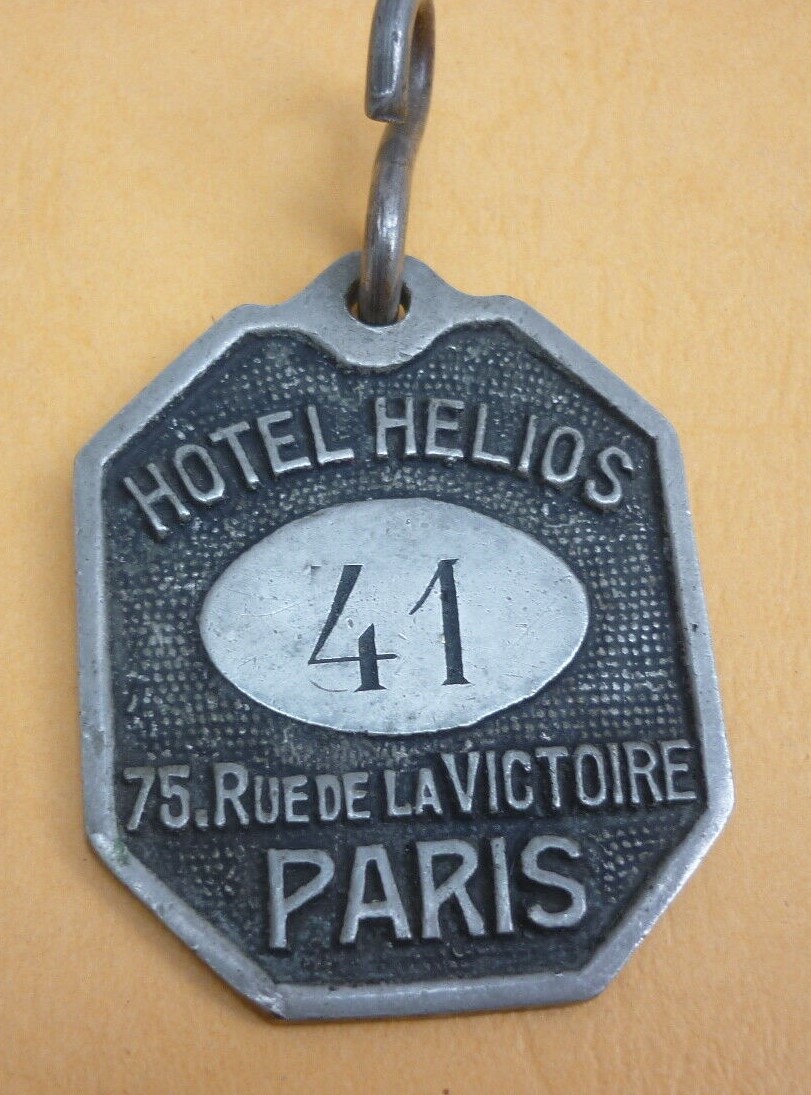 HOTEL HELIOS
41
75. RUE DE LA VICTOIRE
PARIS